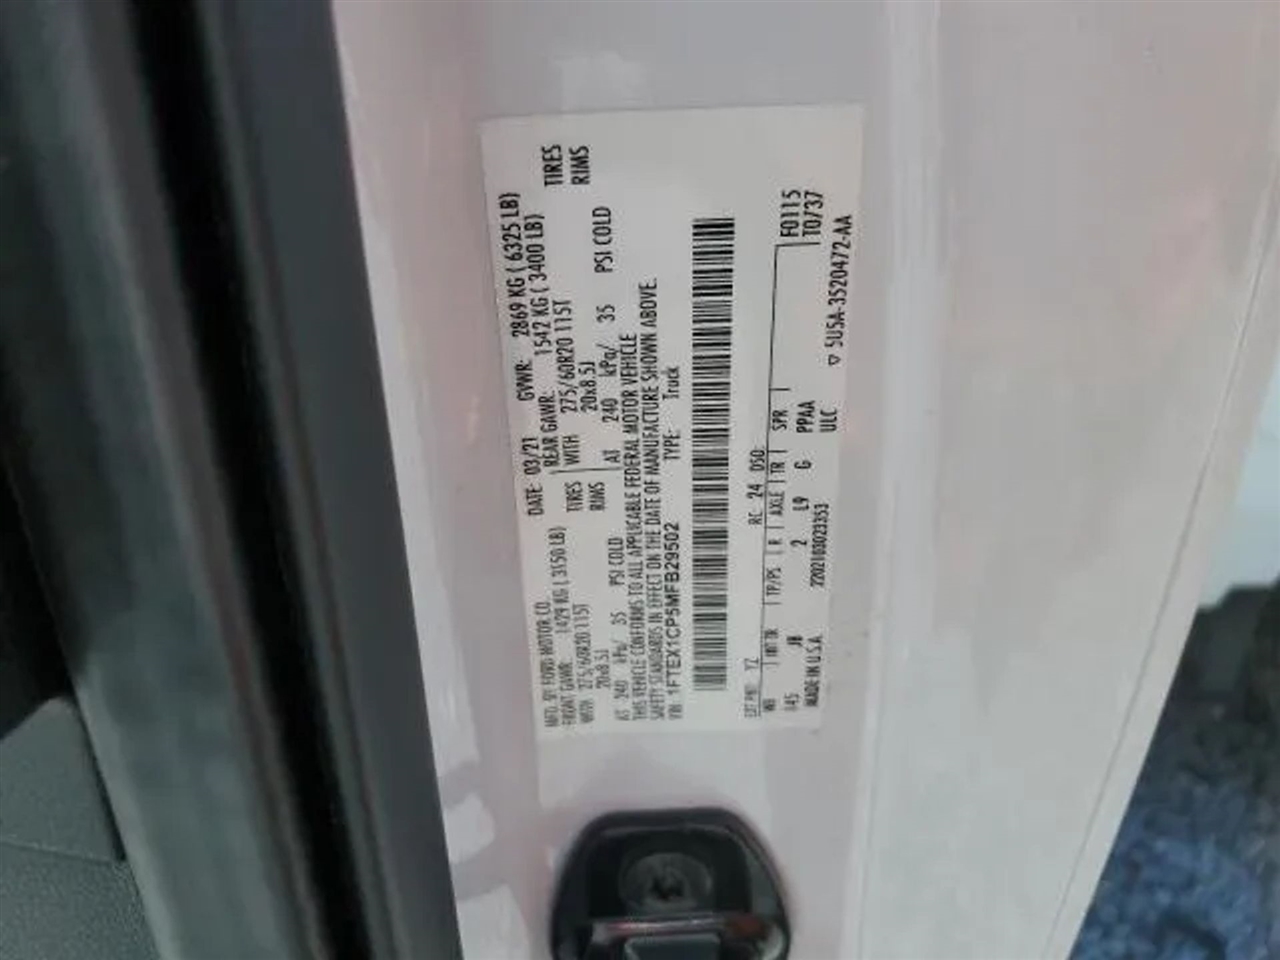 MFD. BY FORD MOTOR CO.
DATE: 03/21 GVWR: 2869 KG ( 6325 LB)
FRONT GAWR: 1429 KG ( 3150 LB) REAR GAWR: 1542 KG ( 3400 LB)
WITH 275/60R20 115T TIRES WITH 275/60R20 115T TIRES
20x8.5J RIMS 20x8.5J RIMS
AT 240 kPa/ 35 PSI COLD AT 240 kPa/ 35 PSI COLD
THIS VEHICLE CONFORMS TO ALL APPLICABLE FEDERAL MOTOR VEHICLE
SAFETY STANDARDS IN EFFECT ON THE DATE OF MANUFACTURE SHOWN ABOVE.
VIN: 1FTEX1CP5MFB29502 TYPE: Truck
EXT PNT: YZ RC: 24 DSO: F0115
WB INT TR TP/PS R AXLE TR SPR T0/37
145 JB 2 L9 G PPAA
ULC
MADE IN U.S.A. 2202103023353 ▽ 5U5A-3520472-AA